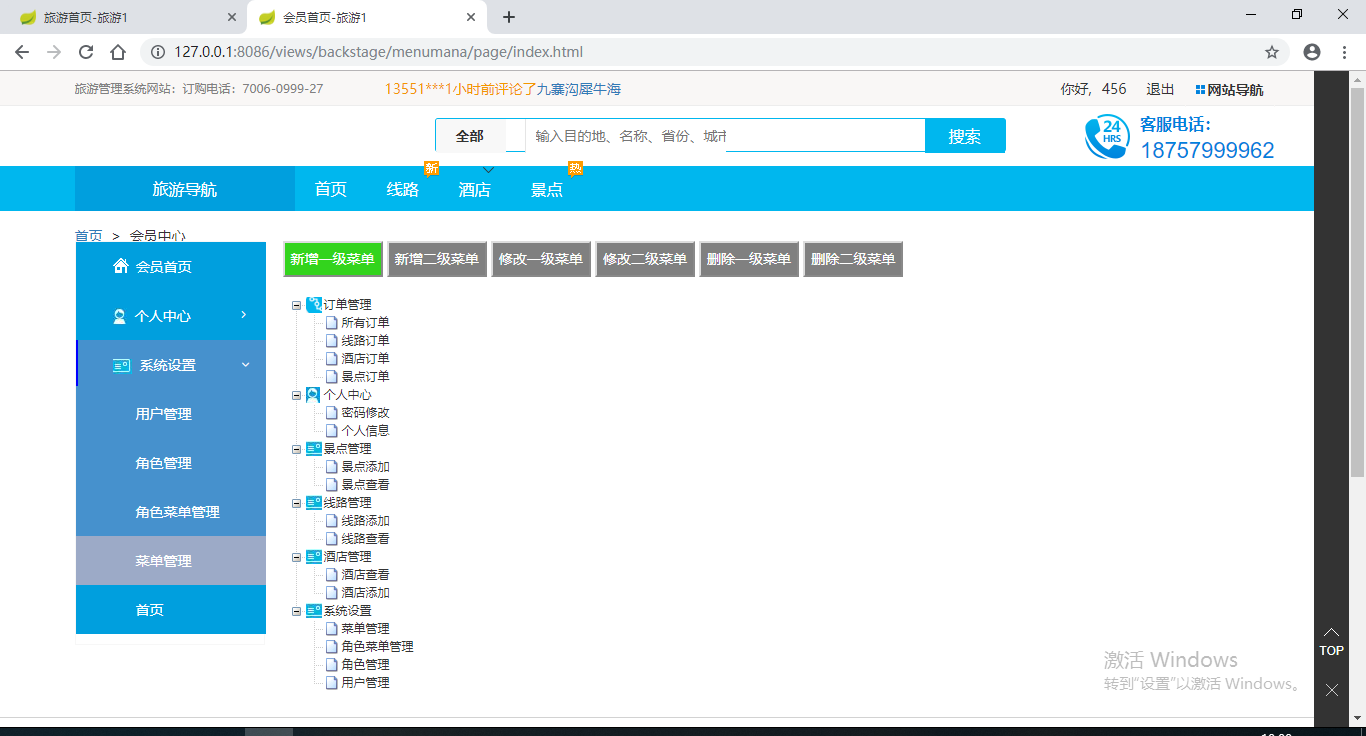 旅游首页-旅游1
会员首页-旅游1
127.0.0.1:8086/views/backstage/menumana/page/index.html
旅游管理系统网站：订购电话：7006-0999-27
13551***1小时前评论了九寨沟犀牛海
你好， 456 退出 网站导航
全部 输入目的地、名称、省份、城市 搜索
24 HRS
客服电话：
18757999962
新 热
旅游导航 首页 线路 酒店 景点
首页 > 会员中心
会员首页
个人中心
系统设置
用户管理
角色管理
角色菜单管理
菜单管理
首页
新增一级菜单 新增二级菜单 修改一级菜单 修改二级菜单 删除一级菜单 删除二级菜单
订单管理
所有订单
线路订单
酒店订单
景点订单
个人中心
密码修改
个人信息
景点管理
景点添加
景点查看
线路管理
线路添加
线路查看
酒店管理
酒店查看
酒店添加
系统设置
菜单管理
角色菜单管理
角色管理
用户管理
TOP
激活 Windows
转到"设置"以激活 Windows。